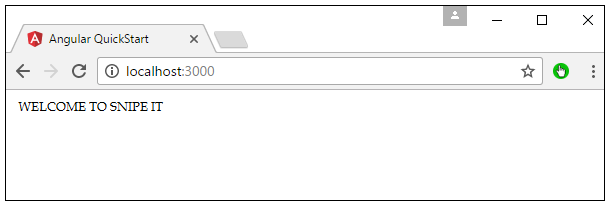 Angular QuickStart
localhost:3000
WELCOME TO SNIPE IT